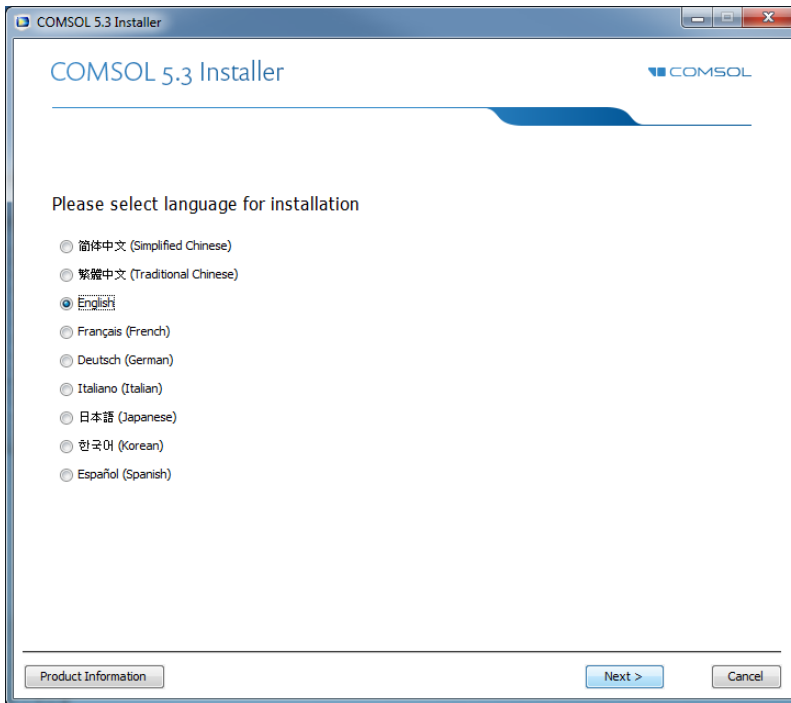 COMSOL 5.3 Installer
COMSOL 5.3 Installer
COMSOL
Please select language for installation
简体中文 (Simplified Chinese)
繁體中文 (Traditional Chinese)
English
Français (French)
Deutsch (German)
Italiano (Italian)
日本語 (Japanese)
한국어 (Korean)
Español (Spanish)
Product Information
Next >
Cancel